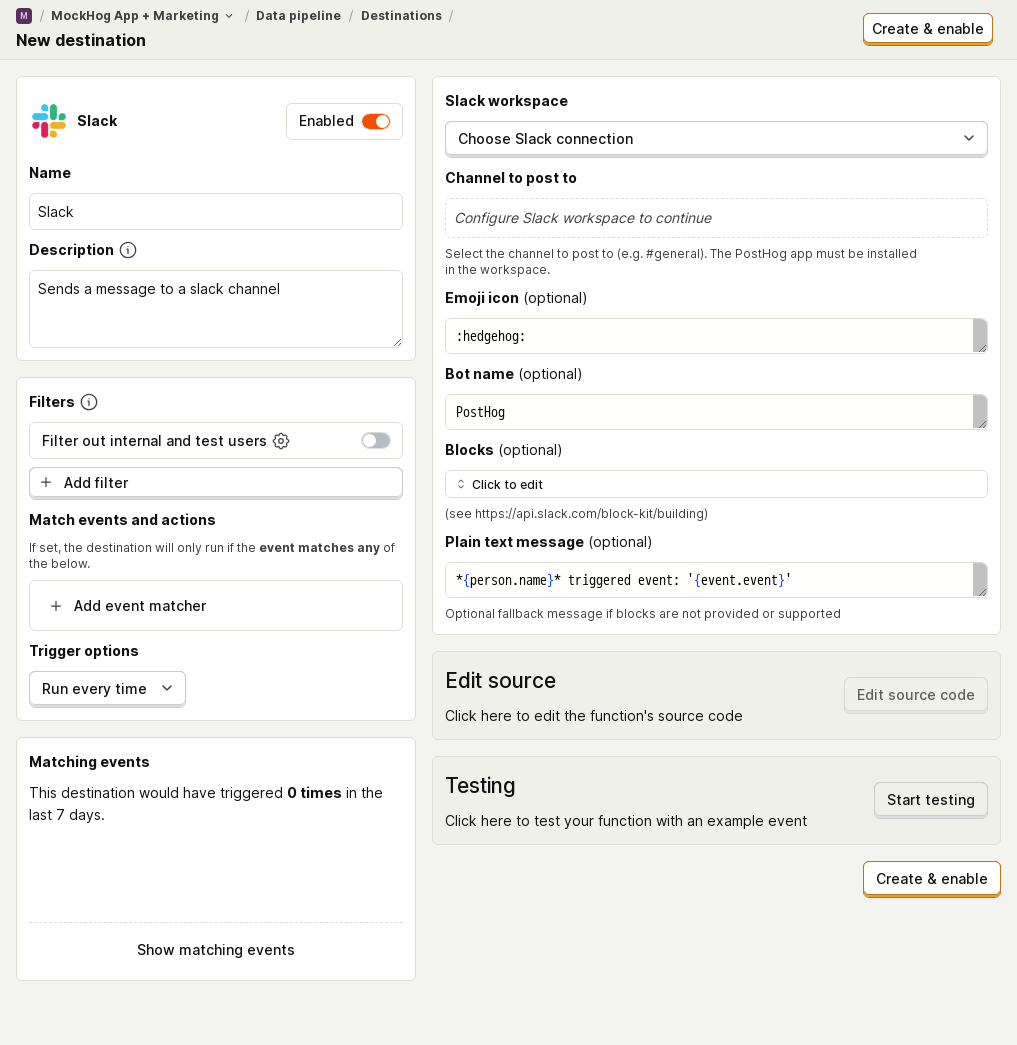 M / MockHog App + Marketing / Data pipeline / Destinations /
New destination
Create & enable
Slack
Enabled
Name
Slack
Description
Sends a message to a slack channel
Filters
Filter out internal and test users
Add filter
Match events and actions
If set, the destination will only run if the event matches any of
the below.
Add event matcher
Trigger options
Run every time
Matching events
This destination would have triggered 0 times in the
last 7 days.
Show matching events
Slack workspace
Choose Slack connection
Channel to post to
Configure Slack workspace to continue
Select the channel to post to (e.g. #general). The PostHog app must be installed
in the workspace.
Emoji icon (optional)
:hedgehog:
Bot name (optional)
PostHog
Blocks (optional)
Click to edit
(see https://api.slack.com/block-kit/building)
Plain text message (optional)
*{person.name}* triggered event: '{event.event}'
Optional fallback message if blocks are not provided or supported
Edit source
Click here to edit the function's source code
Edit source code
Testing
Click here to test your function with an example event
Start testing
Create & enable